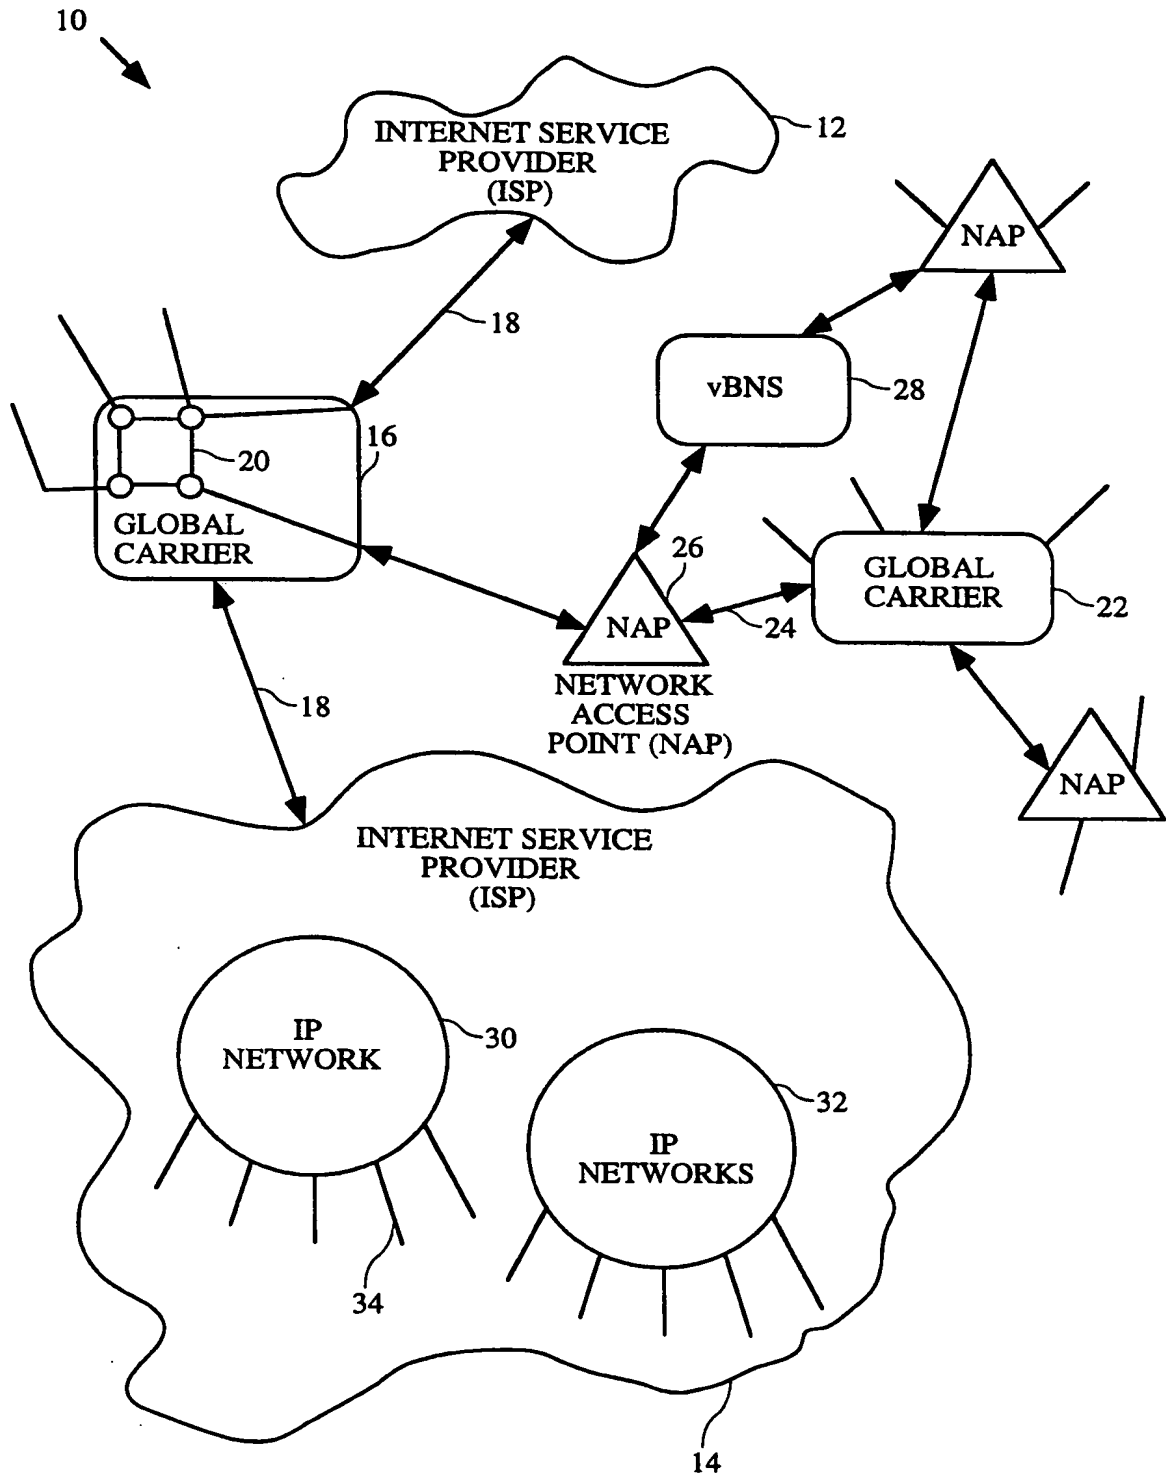 10
INTERNET SERVICE
PROVIDER
(ISP)
12
NAP
18
vBNS
28
16
20
GLOBAL
CARRIER
26
GLOBAL
CARRIER
22
NAP
24
NETWORK
ACCESS
POINT (NAP)
18
NAP
INTERNET SERVICE
PROVIDER
(ISP)
IP
NETWORK
30
32
IP
NETWORKS
34
14